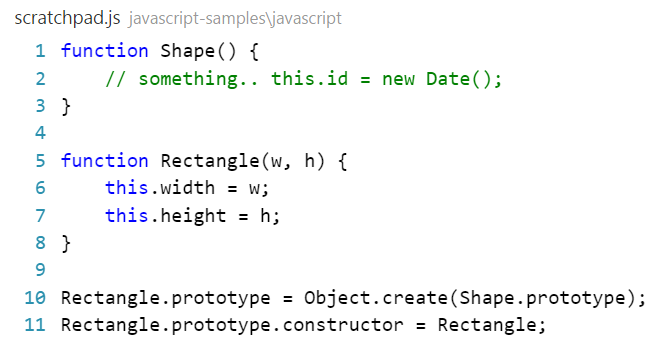 scratchpad.js javascript-samples\javascript
1 function Shape() {
2     // something.. this.id = new Date();
3 }
4
5 function Rectangle(w, h) {
6     this.width = w;
7     this.height = h;
8 }
9
10 Rectangle.prototype = Object.create(Shape.prototype);
11 Rectangle.prototype.constructor = Rectangle;